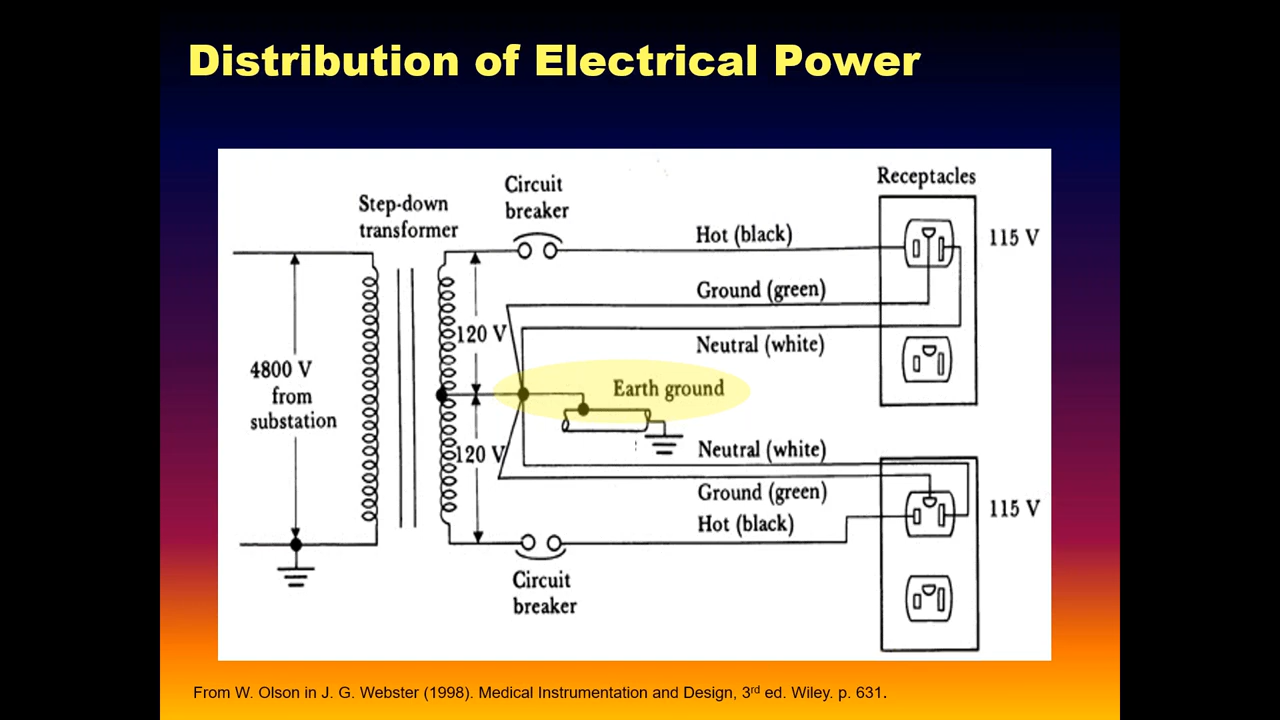 Distribution of Electrical Power
Receptacles
Circuit
breaker
Step-down
transformer
Hot (black)
115 V
Ground (green)
120 V
Neutral (white)
4800 V
from
substation
Earth ground
120 V
Neutral (white)
Ground (green)
115 V
Hot (black)
Circuit
breaker
From W. Olson in J. G. Webster (1998). Medical Instrumentation and Design, 3rd ed. Wiley. p. 631.